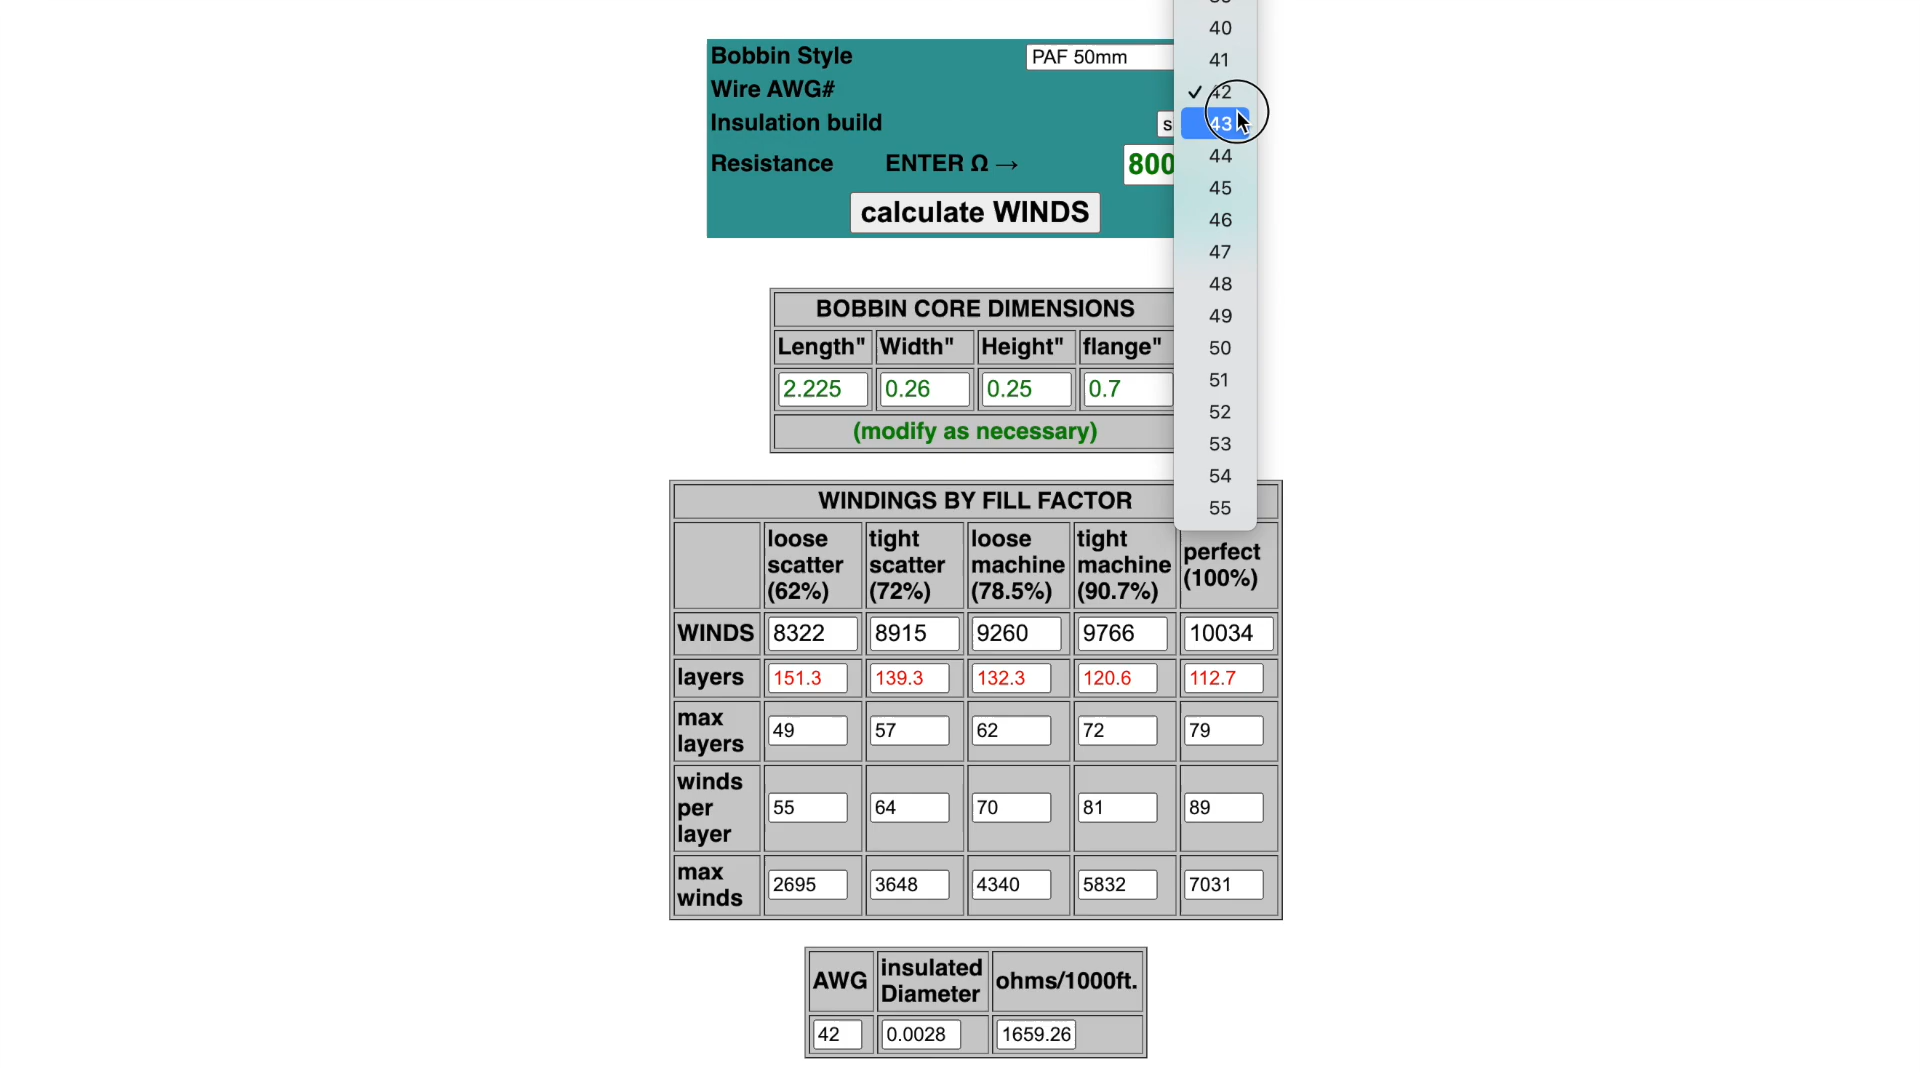 Bobbin Style PAF 50mm
Wire AWG#
Insulation build s
Resistance ENTER Ω → 800
calculate WINDS
40
41
✓ 42
43
44
45
46
47
48
49
50
51
52
53
54
55
BOBBIN CORE DIMENSIONS
Length" Width" Height" flange"
2.225 0.26 0.25 0.7
(modify as necessary)
WINDINGS BY FILL FACTOR
loose scatter (62%) tight scatter (72%) loose machine (78.5%) tight machine (90.7%) perfect (100%)
WINDS 8322 8915 9260 9766 10034
layers 151.3 139.3 132.3 120.6 112.7
max layers 49 57 62 72 79
winds per layer 55 64 70 81 89
max winds 2695 3648 4340 5832 7031
AWG insulated Diameter ohms/1000ft.
42 0.0028 1659.26